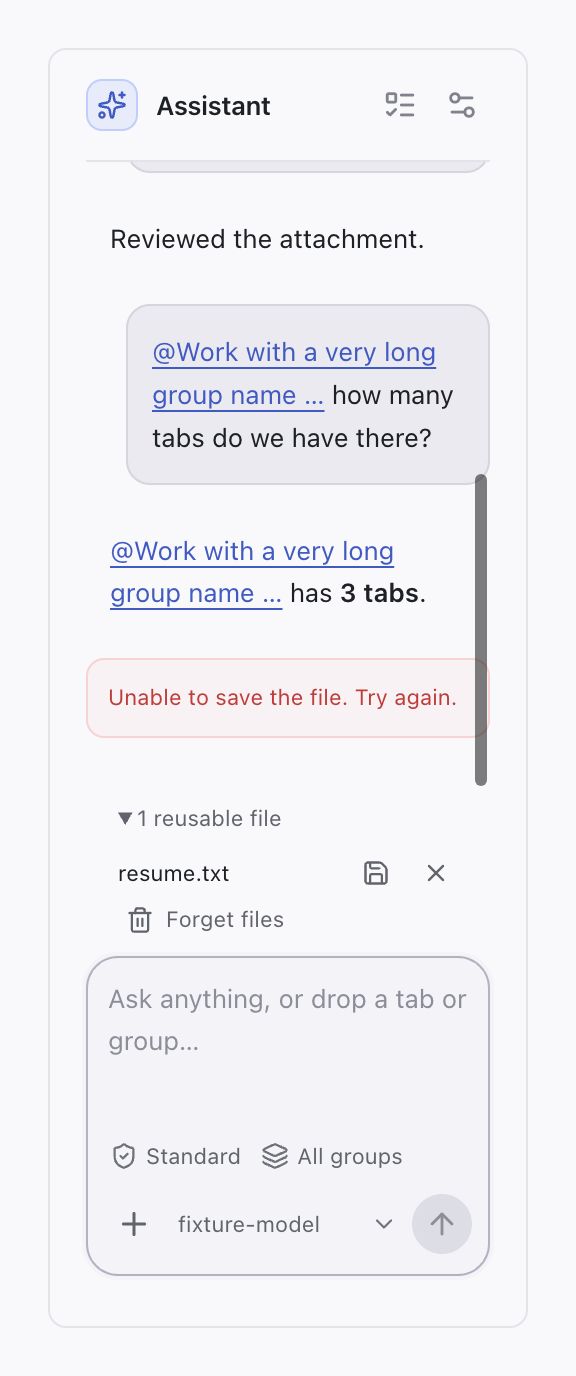 Assistant
Reviewed the attachment.
@Work with a very long
group name ... how many
tabs do we have there?
@Work with a very long
group name ... has 3 tabs.
Unable to save the file. Try again.
1 reusable file
resume.txt
Forget files
Ask anything, or drop a tab or
group...
Standard
All groups
fixture-model